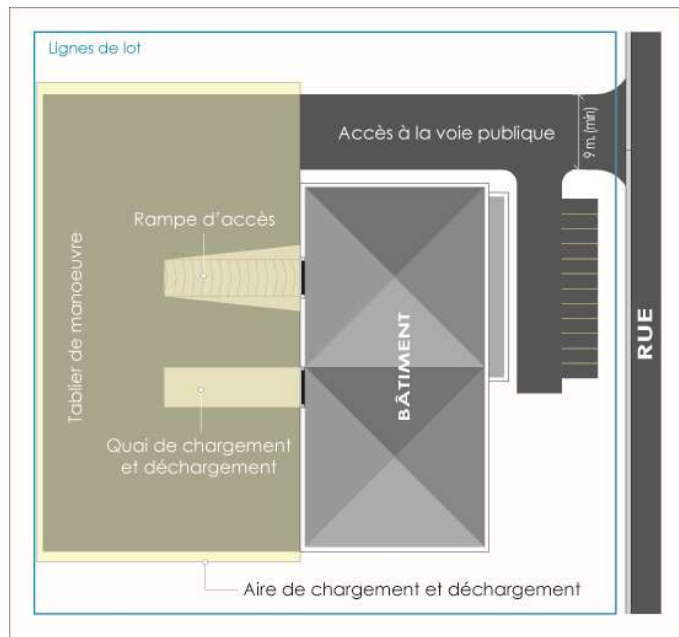 Lignes de lot
Accès à la voie publique
9 m. (min)
Rampe d'accès
Tablier de manoeuvre
BÂTIMENT
RUE
Quai de chargement
et déchargement
Aire de chargement et déchargement